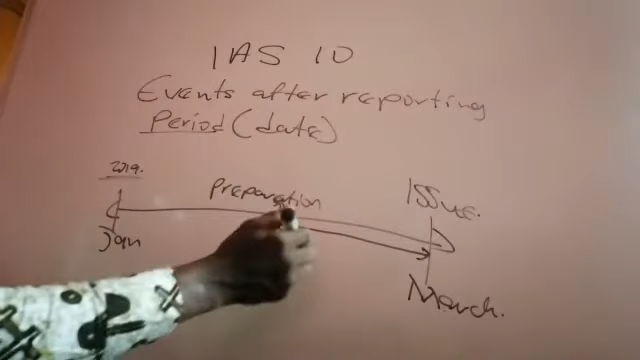 IAS 10
Events after reporting
Period (date)
2019.
Preparation
Issue.
Jan
March.